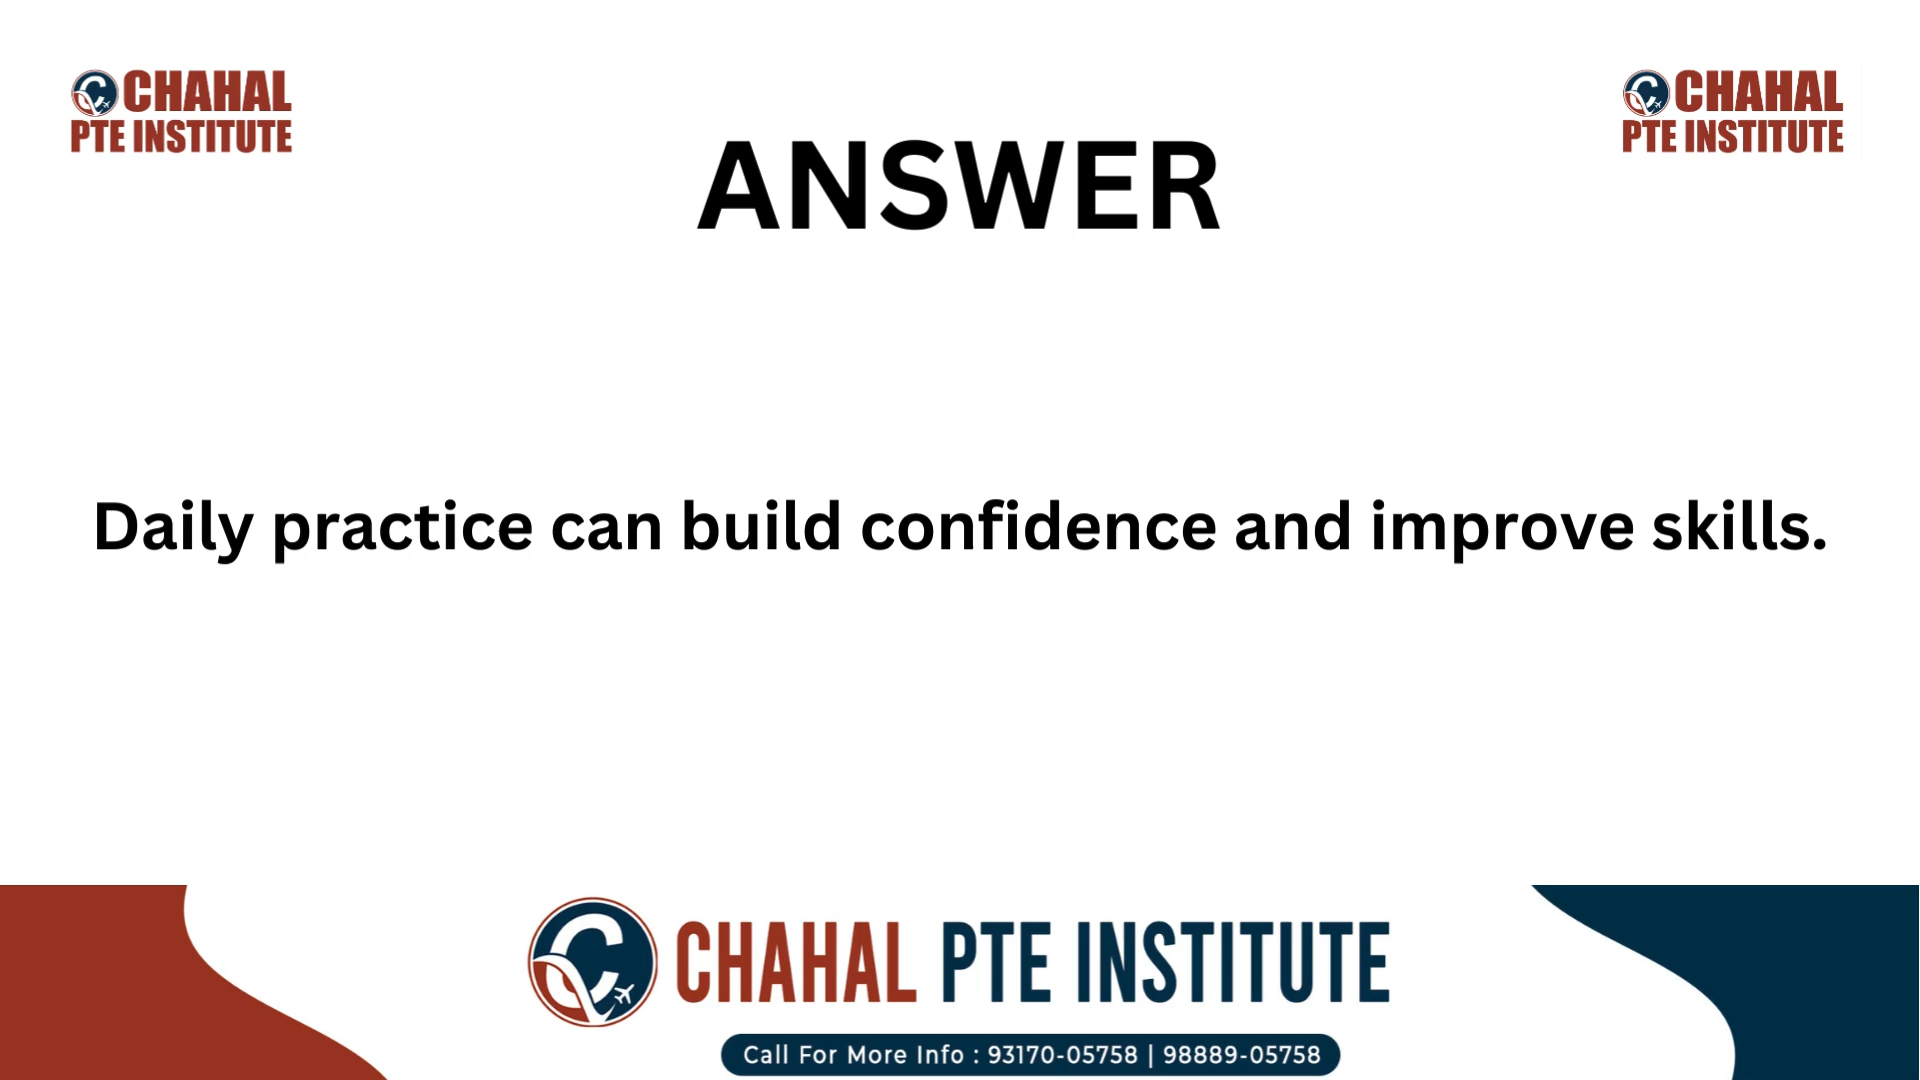 CHAHAL
PTE INSTITUTE
CHAHAL
PTE INSTITUTE
ANSWER
Daily practice can build confidence and improve skills.
CHAHAL PTE INSTITUTE
Call For More Info : 93170-05758 | 98889-05758